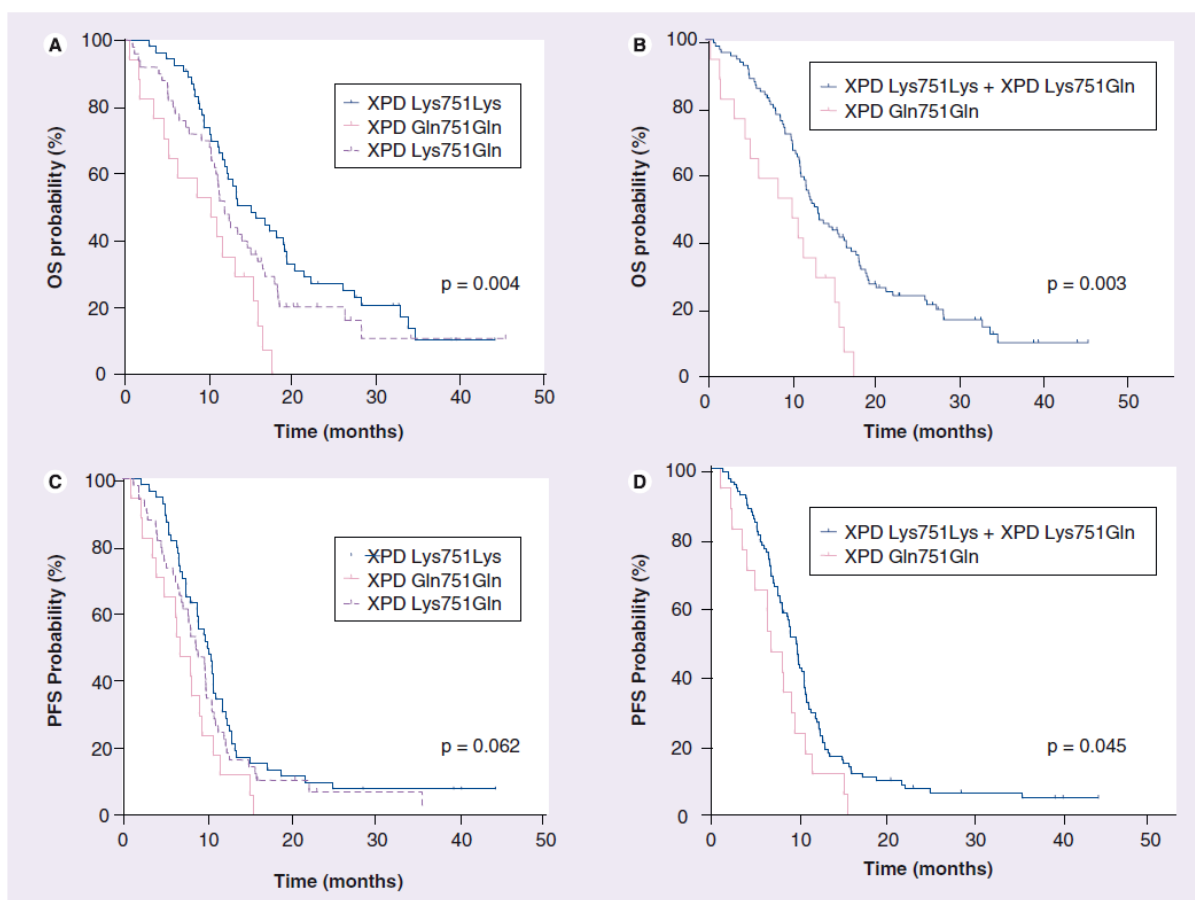 A
OS probability (%)
100
80
60
40
20
0
XPD Lys751Lys
XPD Gln751Gln
XPD Lys751Gln
p = 0.004
0 10 20 30 40 50
Time (months)
B
OS probability (%)
100
80
60
40
20
0
XPD Lys751Lys + XPD Lys751Gln
XPD Gln751Gln
p = 0.003
0 10 20 30 40 50
Time (months)
C
PFS Probability (%)
100
80
60
40
20
0
XPD Lys751Lys
XPD Gln751Gln
XPD Lys751Gln
p = 0.062
0 10 20 30 40 50
Time (months)
D
PFS Probability (%)
100
80
60
40
20
0
XPD Lys751Lys + XPD Lys751Gln
XPD Gln751Gln
p = 0.045
0 10 20 30 40 50
Time (months)